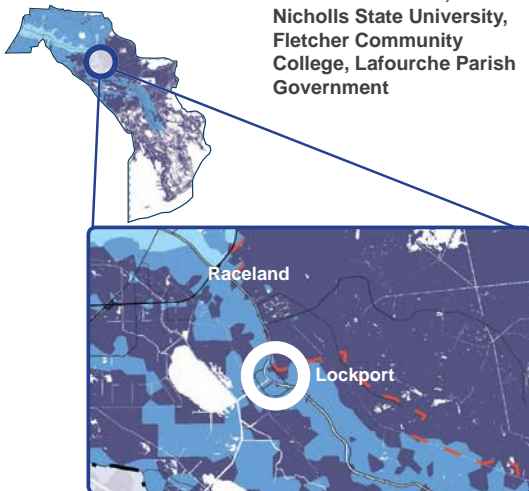 Nicholls State University,
Fletcher Community
College, Lafourche Parish
Government
Raceland
Lockport